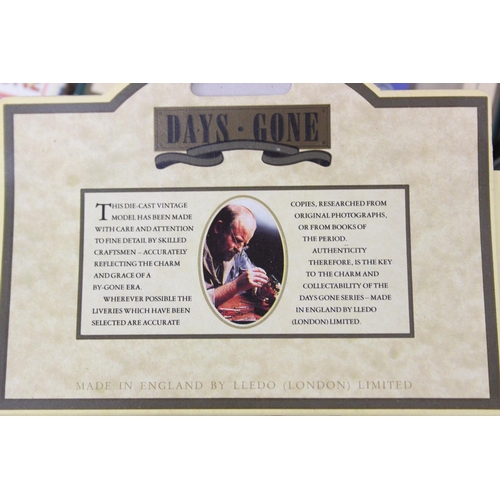 DAYS · GONE
THIS DIE-CAST VINTAGE
MODEL HAS BEEN MADE
WITH CARE AND ATTENTION
TO FINE DETAIL BY SKILLED
CRAFTSMEN – ACCURATELY
REFLECTING THE CHARM
AND GRACE OF A
BY-GONE ERA.
WHEREVER POSSIBLE THE
LIVERIES WHICH HAVE BEEN
SELECTED ARE ACCURATE
COPIES, RESEARCHED FROM
ORIGINAL PHOTOGRAPHS,
OR FROM BOOKS OF
THE PERIOD.
AUTHENTICITY
THEREFORE, IS THE KEY
TO THE CHARM AND
COLLECTABILITY OF THE
DAYS GONE SERIES – MADE
IN ENGLAND BY LLEDO
(LONDON) LIMITED.
MADE IN ENGLAND BY LLEDO (LONDON) LIMITED